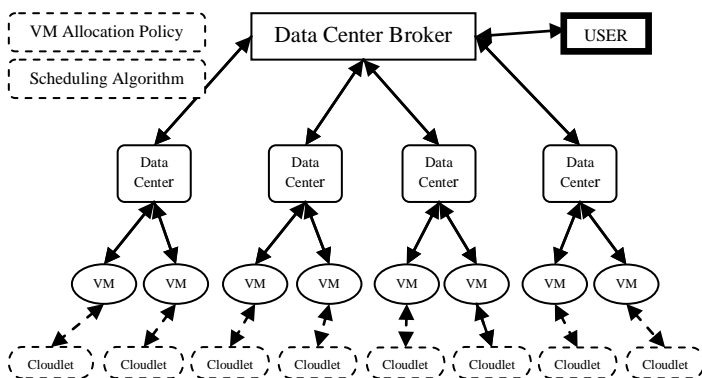 VM Allocation Policy
Data Center Broker
USER
Scheduling Algorithm
Data
Center
Data
Center
Data
Center
Data
Center
VM
VM
VM
VM
VM
VM
VM
VM
Cloudlet
Cloudlet
Cloudlet
Cloudlet
Cloudlet
Cloudlet
Cloudlet
Cloudlet